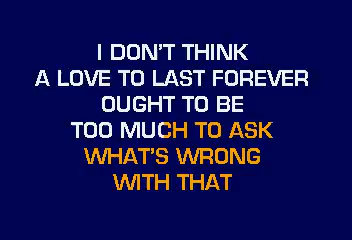 I DON'T THINK
A LOVE TO LAST FOREVER
OUGHT TO BE
TOO MUCH TO ASK
WHAT'S WRONG
WITH THAT